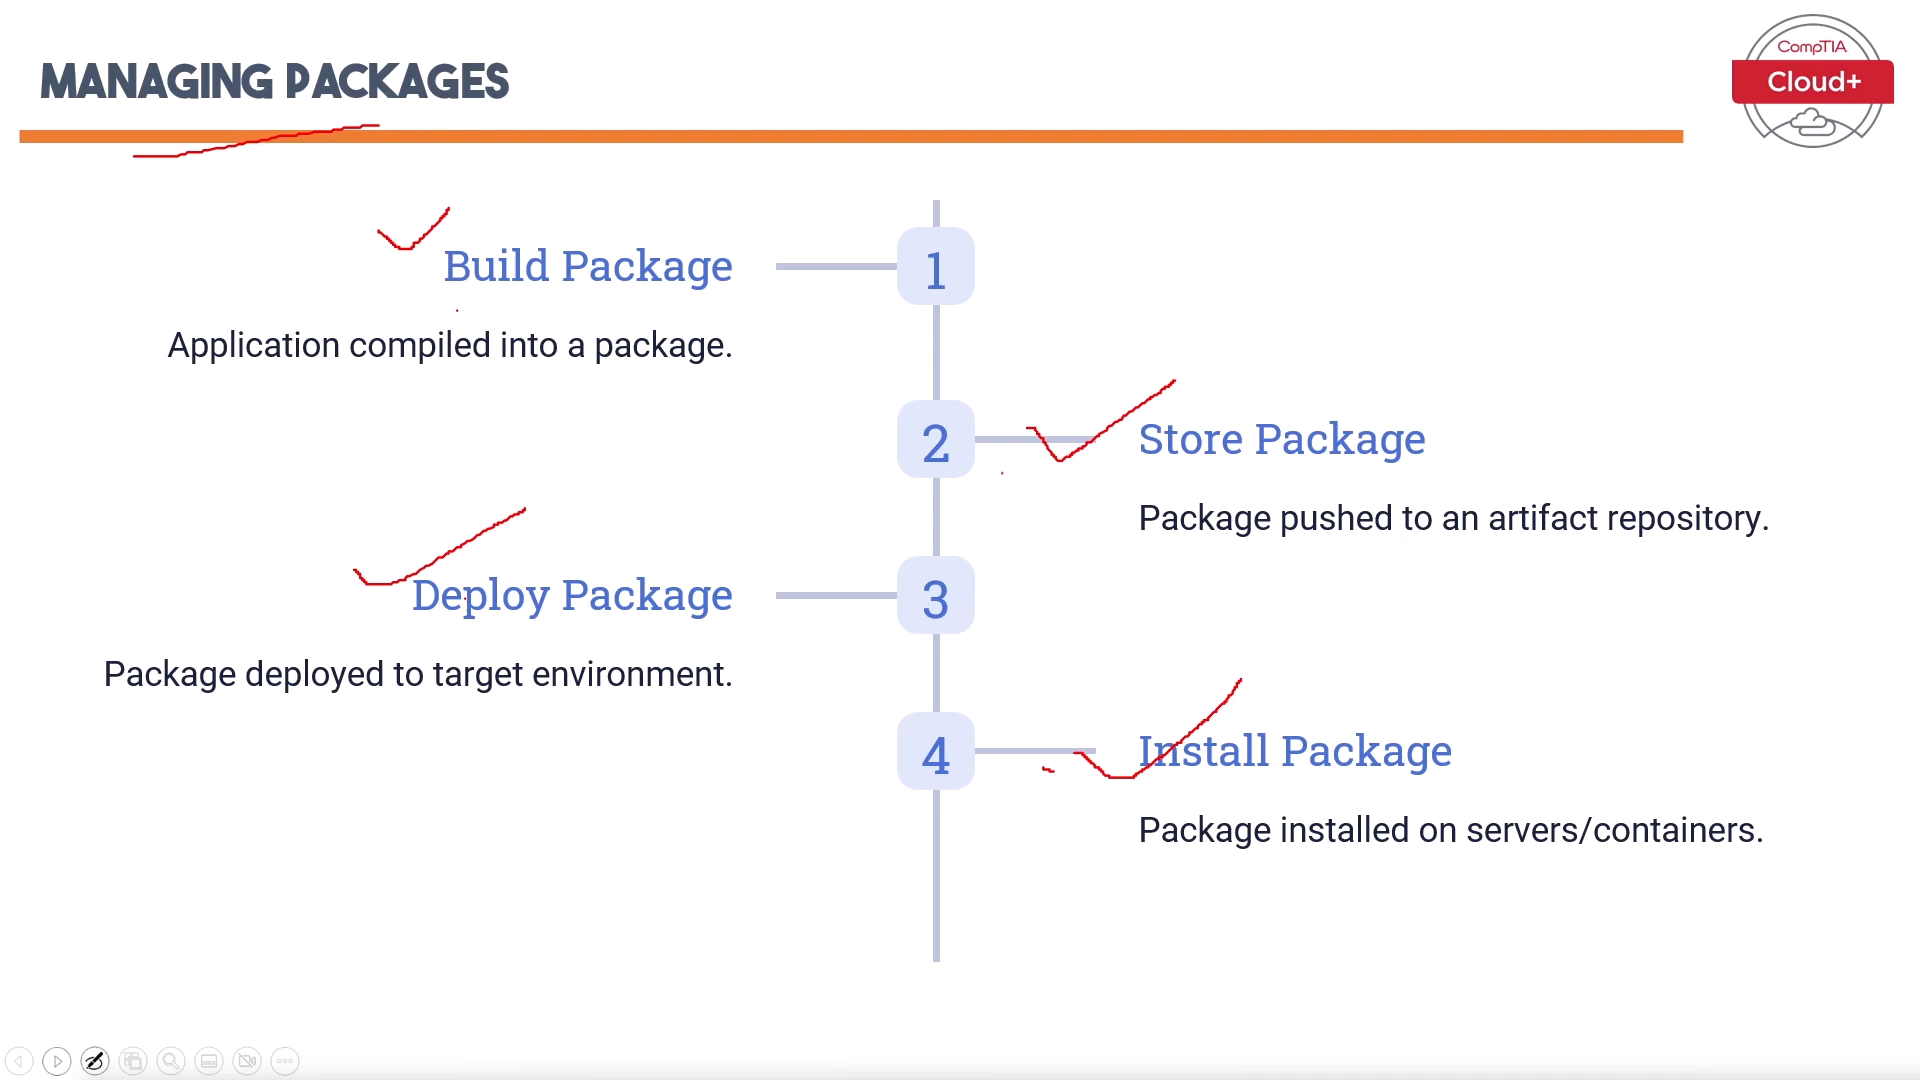 MANAGING PACKAGES
CompTIA
Cloud+
1
Build Package
Application compiled into a package.
2
Store Package
Package pushed to an artifact repository.
3
Deploy Package
Package deployed to target environment.
4
Install Package
Package installed on servers/containers.